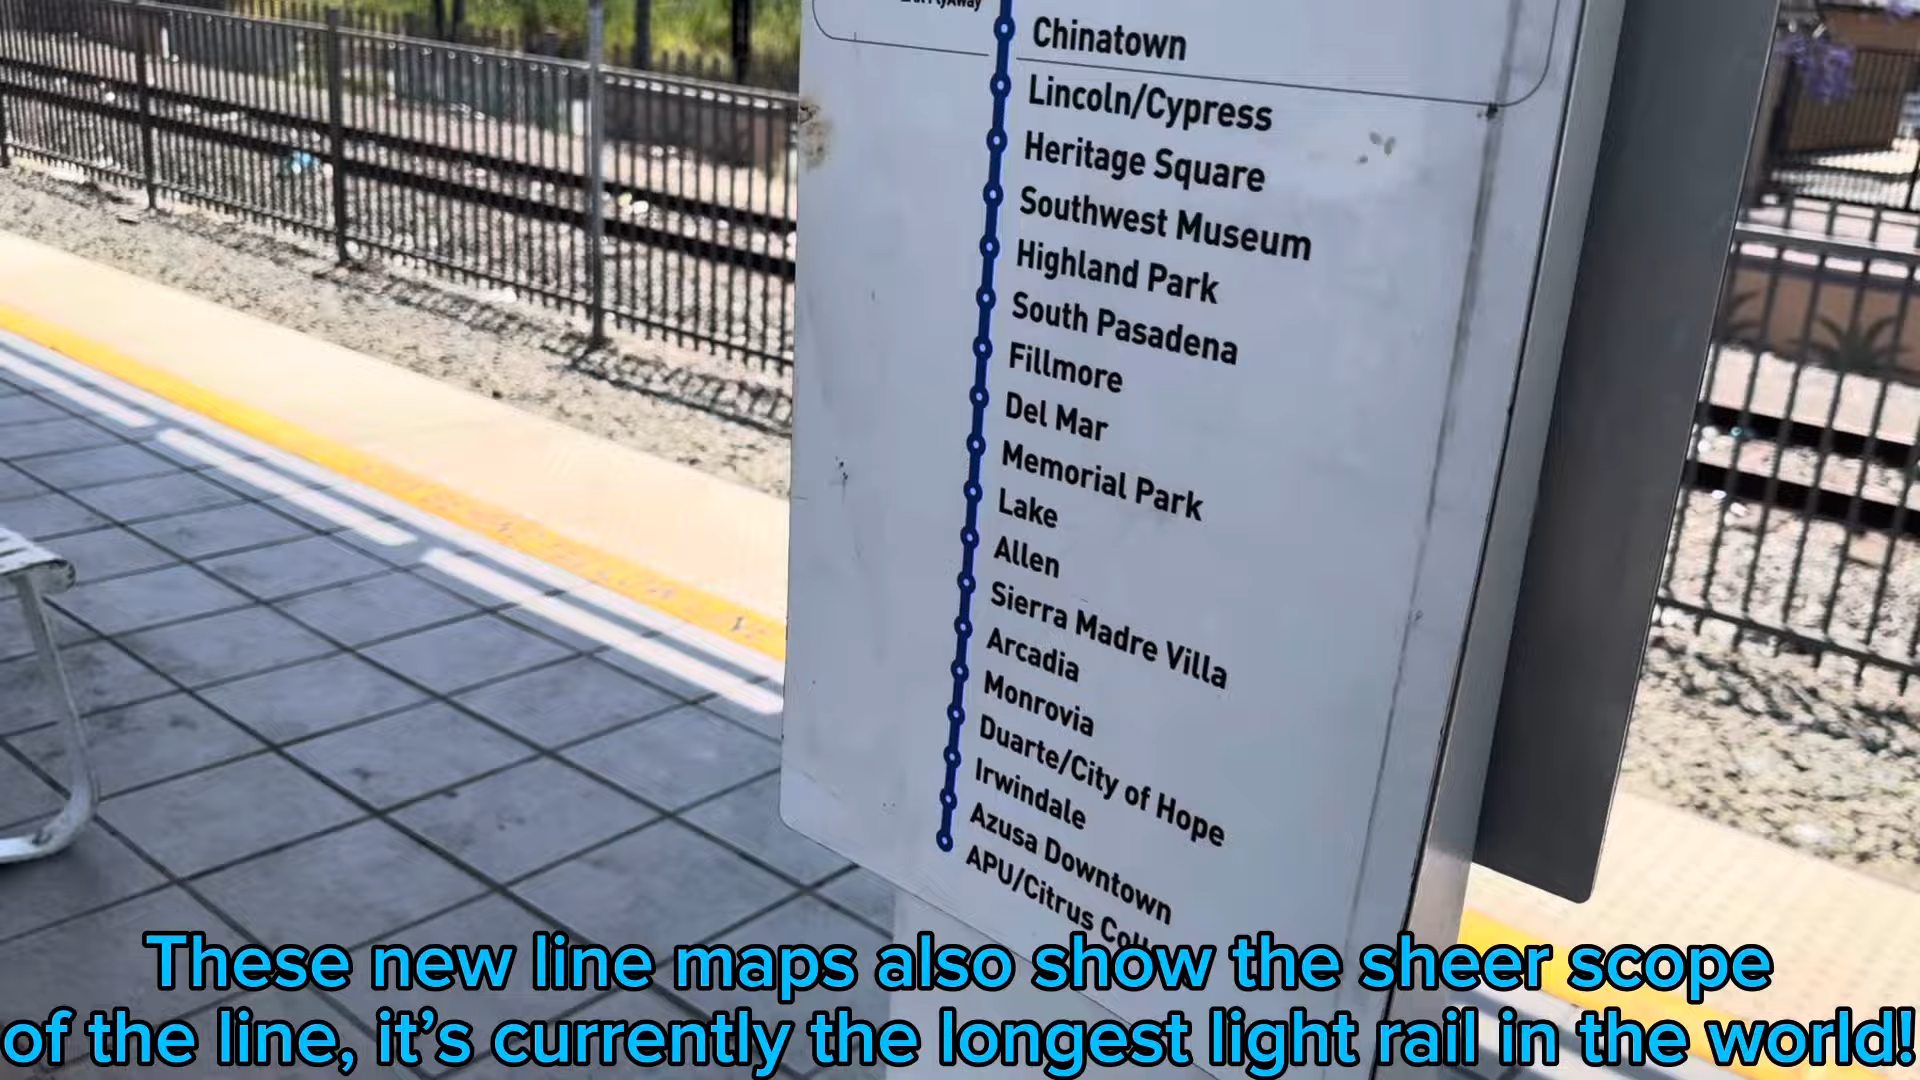 Chinatown
Lincoln/Cypress
Heritage Square
Southwest Museum
Highland Park
South Pasadena
Fillmore
Del Mar
Memorial Park
Lake
Allen
Sierra Madre Villa
Arcadia
Monrovia
Duarte/City of Hope
Irwindale
Azusa Downtown
APU/Citrus
These new line maps also show the sheer scope
of the line, it’s currently the longest light rail in the world!